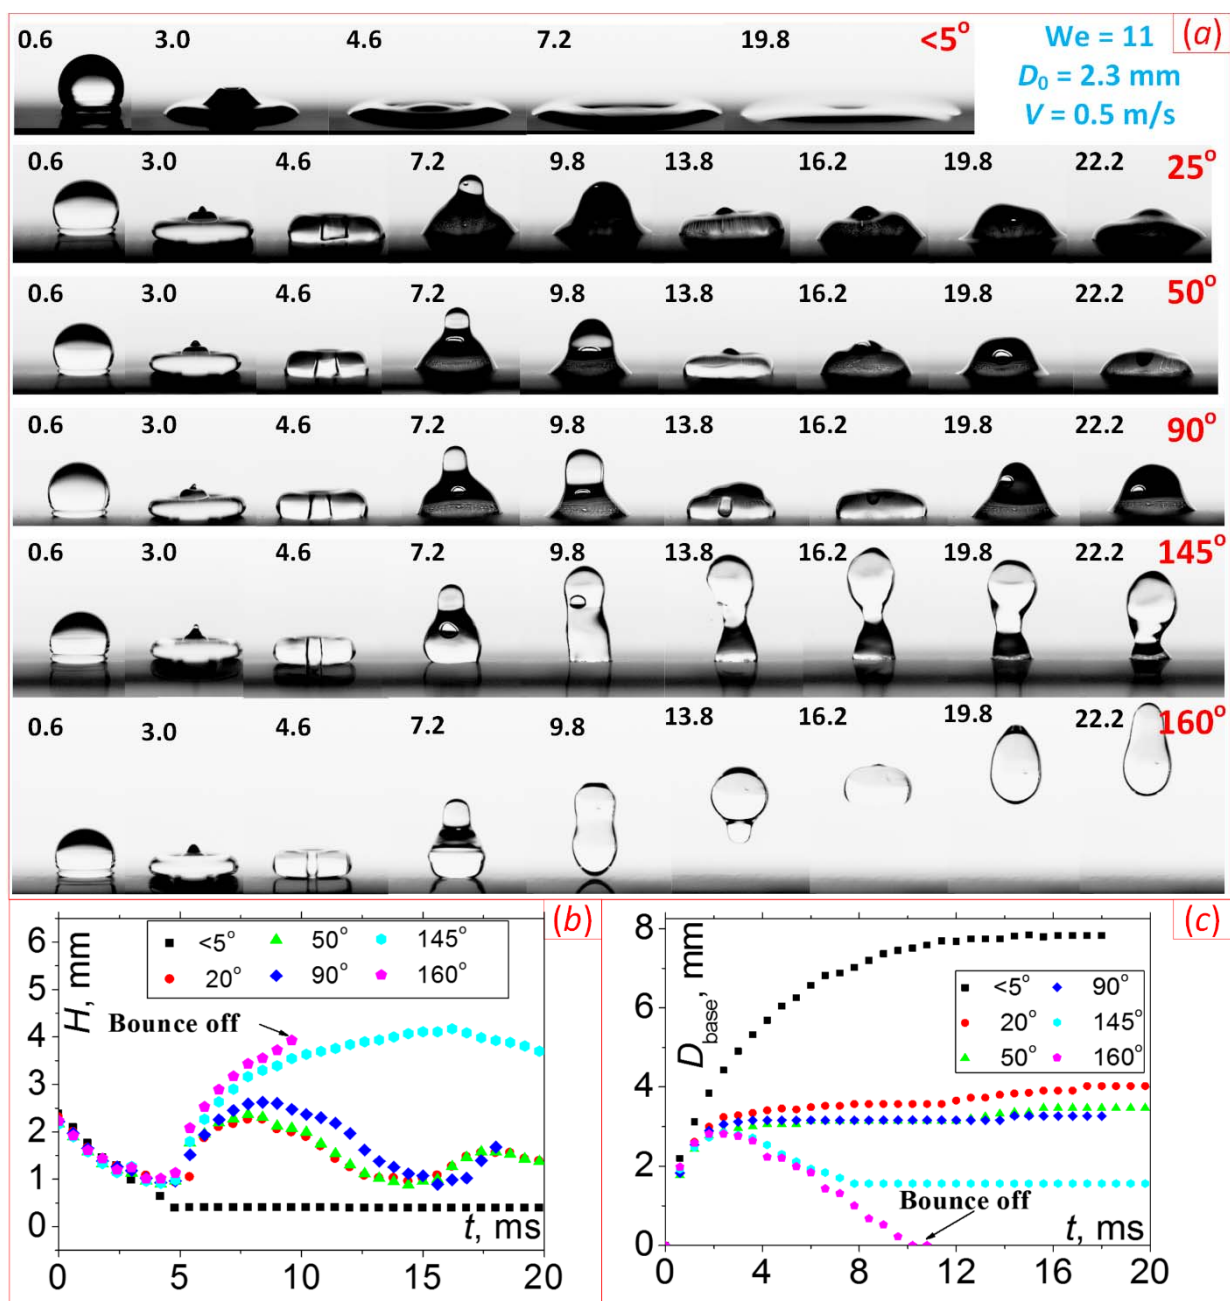 0.6 3.0 4.6 7.2 19.8 <5° We = 11 (a)
D₀ = 2.3 mm
V = 0.5 m/s
0.6 3.0 4.6 7.2 9.8 13.8 16.2 19.8 22.2 25°
0.6 3.0 4.6 7.2 9.8 13.8 16.2 19.8 22.2 50°
0.6 3.0 4.6 7.2 9.8 13.8 16.2 19.8 22.2 90°
0.6 3.0 4.6 7.2 9.8 13.8 16.2 19.8 22.2 145°
0.6 3.0 4.6 7.2 9.8 13.8 16.2 19.8 22.2 160°
(b)
H, mm
6
5
4
3
2
1
0
<5° 50° 145°
20° 90° 160°
Bounce off
t, ms
0 5 10 15 20
(c)
D_base, mm
8
6
4
2
0
<5° 90°
20° 145°
50° 160°
Bounce off
t, ms
0 4 8 12 16 20